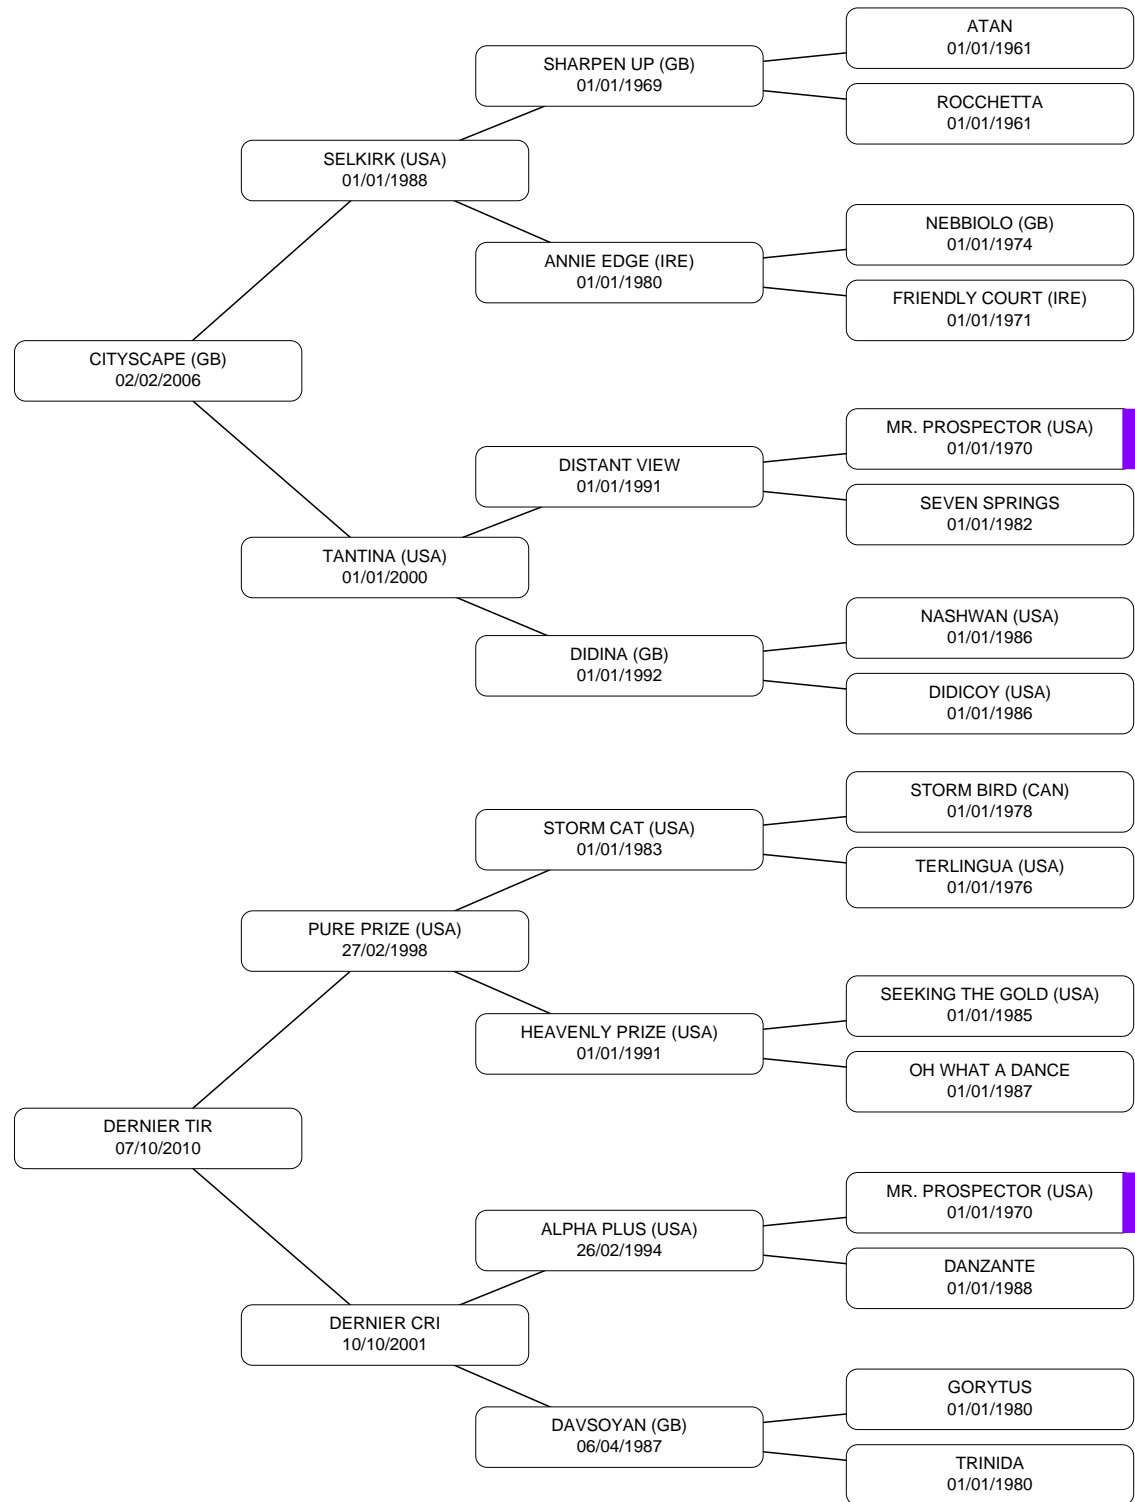 ATAN
01/01/1961
SHARPEN UP (GB)
01/01/1969
ROCCHETTA
01/01/1961
SELKIRK (USA)
01/01/1988
NEBBIOLO (GB)
01/01/1974
ANNIE EDGE (IRE)
01/01/1980
FRIENDLY COURT (IRE)
01/01/1971
CITYSCAPE (GB)
02/02/2006
MR. PROSPECTOR (USA)
01/01/1970
DISTANT VIEW
01/01/1991
SEVEN SPRINGS
01/01/1982
TANTINA (USA)
01/01/2000
NASHWAN (USA)
01/01/1986
DIDINA (GB)
01/01/1992
DIDICOY (USA)
01/01/1986
STORM BIRD (CAN)
01/01/1978
STORM CAT (USA)
01/01/1983
TERLINGUA (USA)
01/01/1976
PURE PRIZE (USA)
27/02/1998
SEEKING THE GOLD (USA)
01/01/1985
HEAVENLY PRIZE (USA)
01/01/1991
OH WHAT A DANCE
01/01/1987
DERNIER TIR
07/10/2010
MR. PROSPECTOR (USA)
01/01/1970
ALPHA PLUS (USA)
26/02/1994
DANZANTE
01/01/1988
DERNIER CRI
10/10/2001
GORYTUS
01/01/1980
DAVSOYAN (GB)
06/04/1987
TRINIDA
01/01/1980